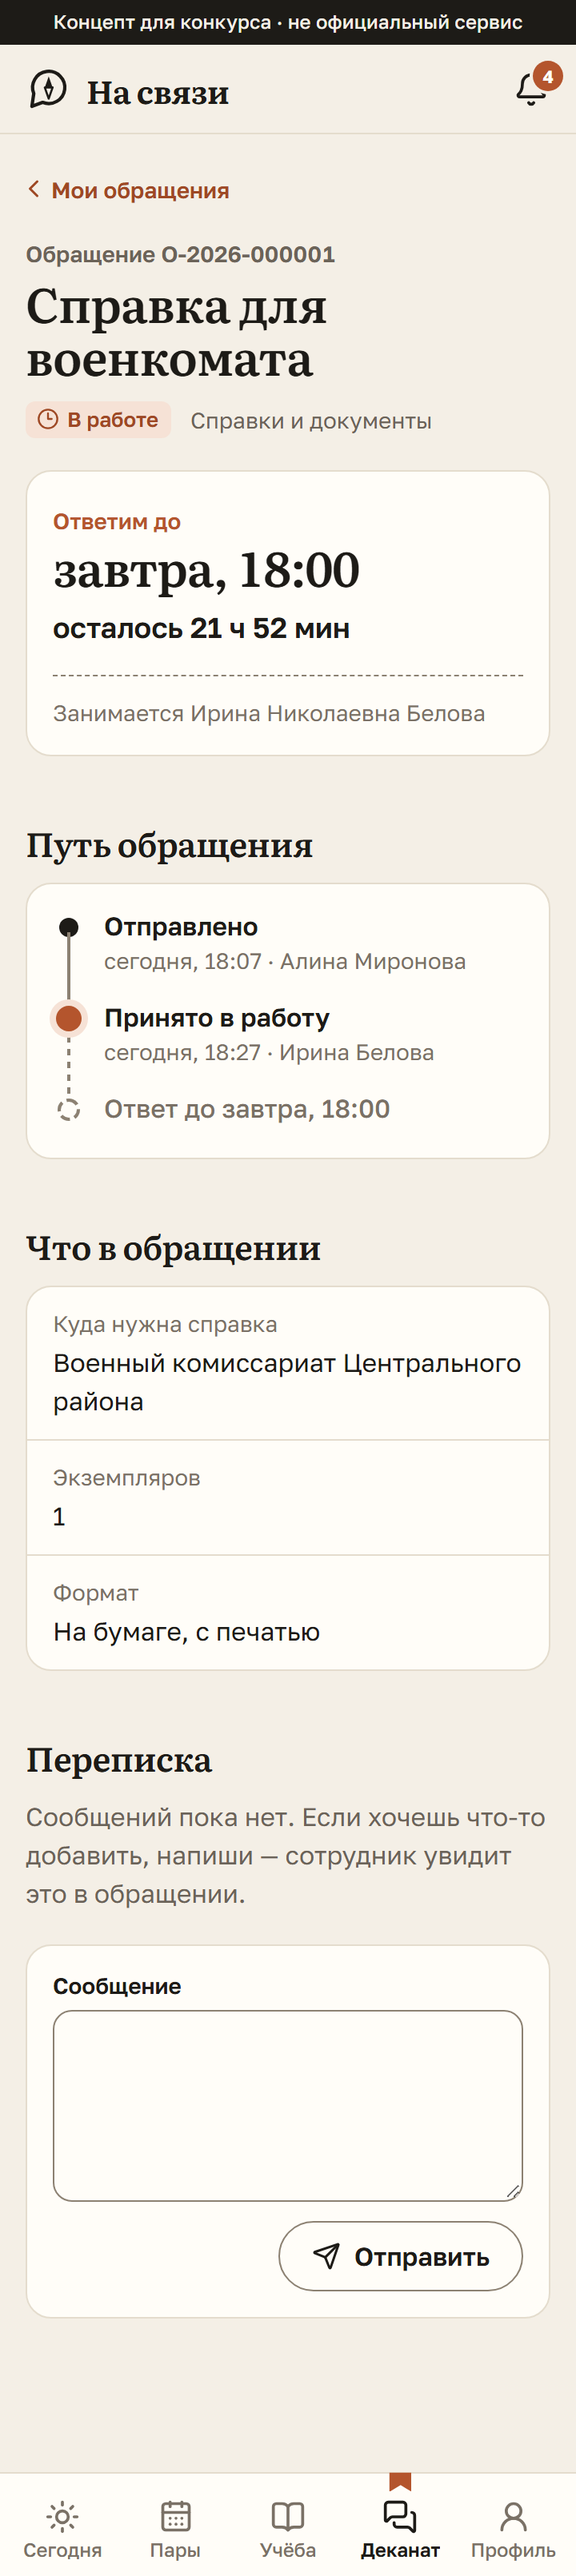 Концепт для конкурса · не официальный сервис
На связи
4
Мои обращения
Обращение О-2026-000001
Справка для
военкомата
В работе
Справки и документы
Ответим до
завтра, 18:00
осталось 21 ч 52 мин
Занимается Ирина Николаевна Белова
Путь обращения
Отправлено
сегодня, 18:07 · Алина Миронова
Принято в работу
сегодня, 18:27 · Ирина Белова
Ответ до завтра, 18:00
Что в обращении
Куда нужна справка
Военный комиссариат Центрального
района
Экземпляров
1
Формат
На бумаге, с печатью
Переписка
Сообщений пока нет. Если хочешь что-то
добавить, напиши — сотрудник увидит
это в обращении.
Сообщение
Отправить
Сегодня
Пары
Учёба
Деканат
Профиль